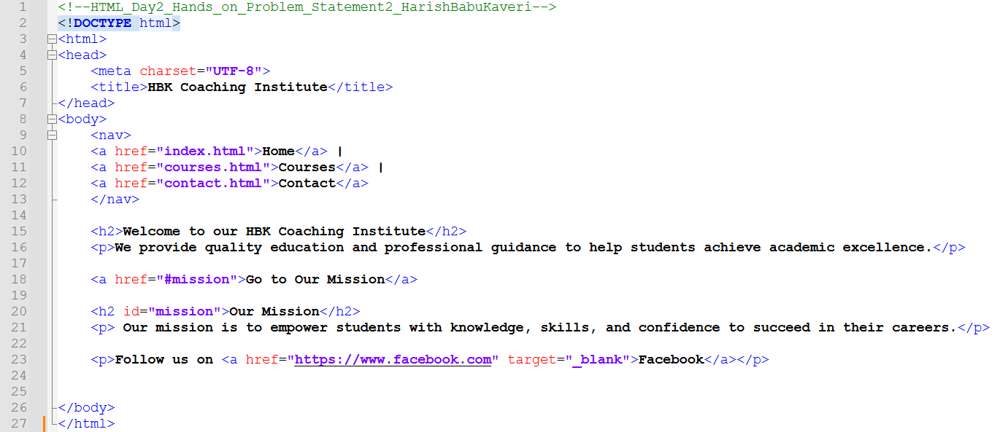 1 <!--HTML_Day2_Hands_on_Problem_Statement2_HarishBabuKaveri-->
2 <!DOCTYPE html>
3 <html>
4 <head>
5     <meta charset="UTF-8">
6     <title>HBK Coaching Institute</title>
7 </head>
8 <body>
9     <nav>
10     <a href="index.html">Home</a> |
11     <a href="courses.html">Courses</a> |
12     <a href="contact.html">Contact</a>
13     </nav>
14
15     <h2>Welcome to our HBK Coaching Institute</h2>
16     <p>We provide quality education and professional guidance to help students achieve academic excellence.</p>
17
18     <a href="#mission">Go to Our Mission</a>
19
20     <h2 id="mission">Our Mission</h2>
21     <p> Our mission is to empower students with knowledge, skills, and confidence to succeed in their careers.</p>
22
23     <p>Follow us on <a href="https://www.facebook.com" target="_blank">Facebook</a></p>
24
25
26 </body>
27 </html>